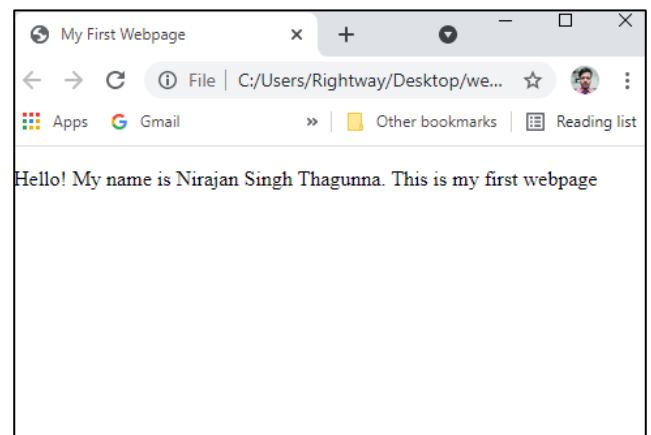 My First Webpage
File | C:/Users/Rightway/Desktop/we...
Apps G Gmail » Other bookmarks Reading list
Hello! My name is Nirajan Singh Thagunna. This is my first webpage